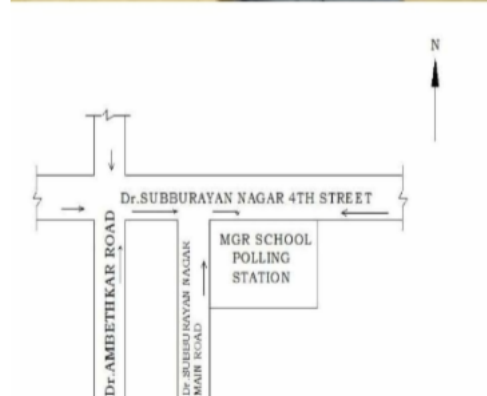 N
Dr.SUBBURAYAN NAGAR 4TH STREET
MGR SCHOOL
POLLING
STATION
Dr.AMBETHKAR ROAD
Dr.SUBBURAYAN NAGAR
MAIN ROAD